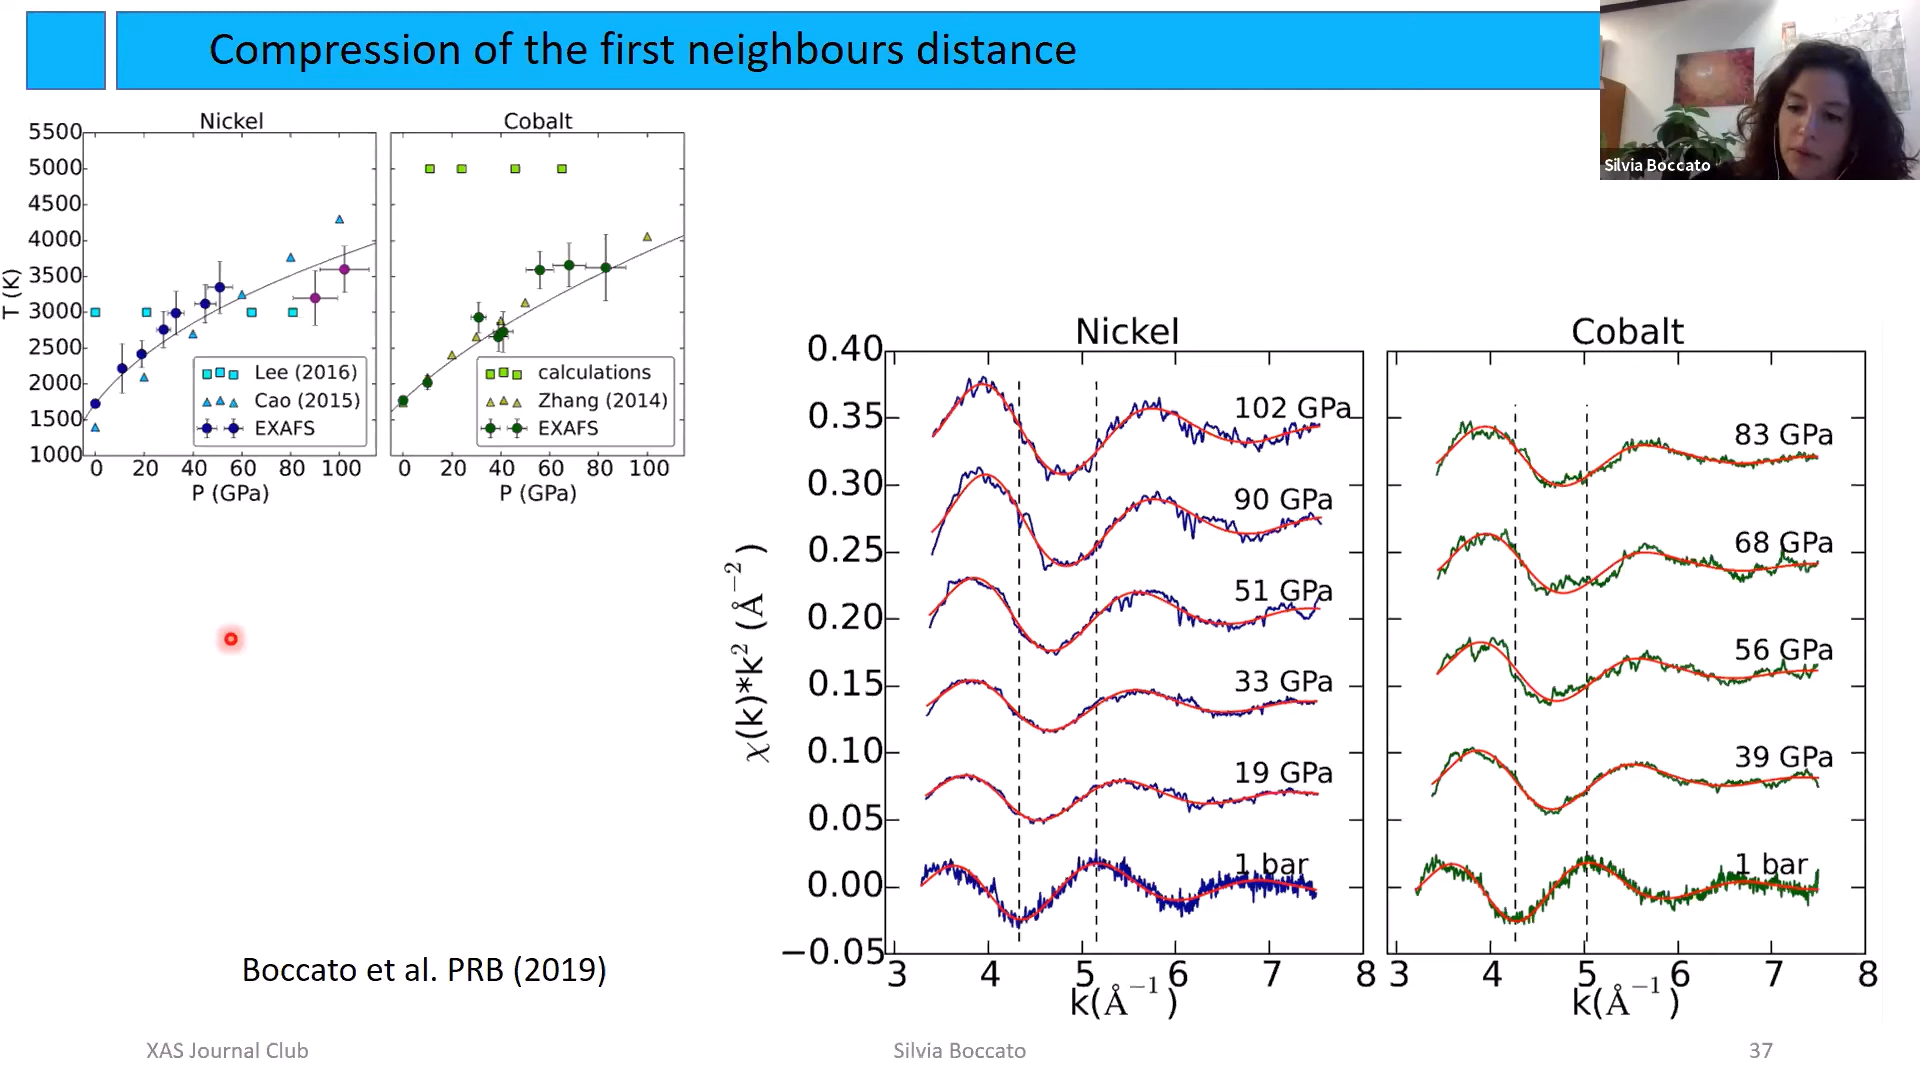 Compression of the first neighbours distance
Silvia Boccato
Nickel
Cobalt
5500
5000
4500
4000
3500
3000
2500
2000
1500
1000
T (K)
Lee (2016)
Cao (2015)
EXAFS
calculations
Zhang (2014)
EXAFS
0 20 40 60 80 100
0 20 40 60 80 100
P (GPa)
P (GPa)
Nickel
Cobalt
0.40
0.35
0.30
0.25
0.20
0.15
0.10
0.05
0.00
−0.05
χ(k)*k² (Å⁻²)
102 GPa
90 GPa
51 GPa
33 GPa
19 GPa
1 bar
83 GPa
68 GPa
56 GPa
39 GPa
1 bar
3 4 5 6 7 8
3 4 5 6 7 8
k(Å⁻¹)
k(Å⁻¹)
Boccato et al. PRB (2019)
XAS Journal Club
Silvia Boccato
37